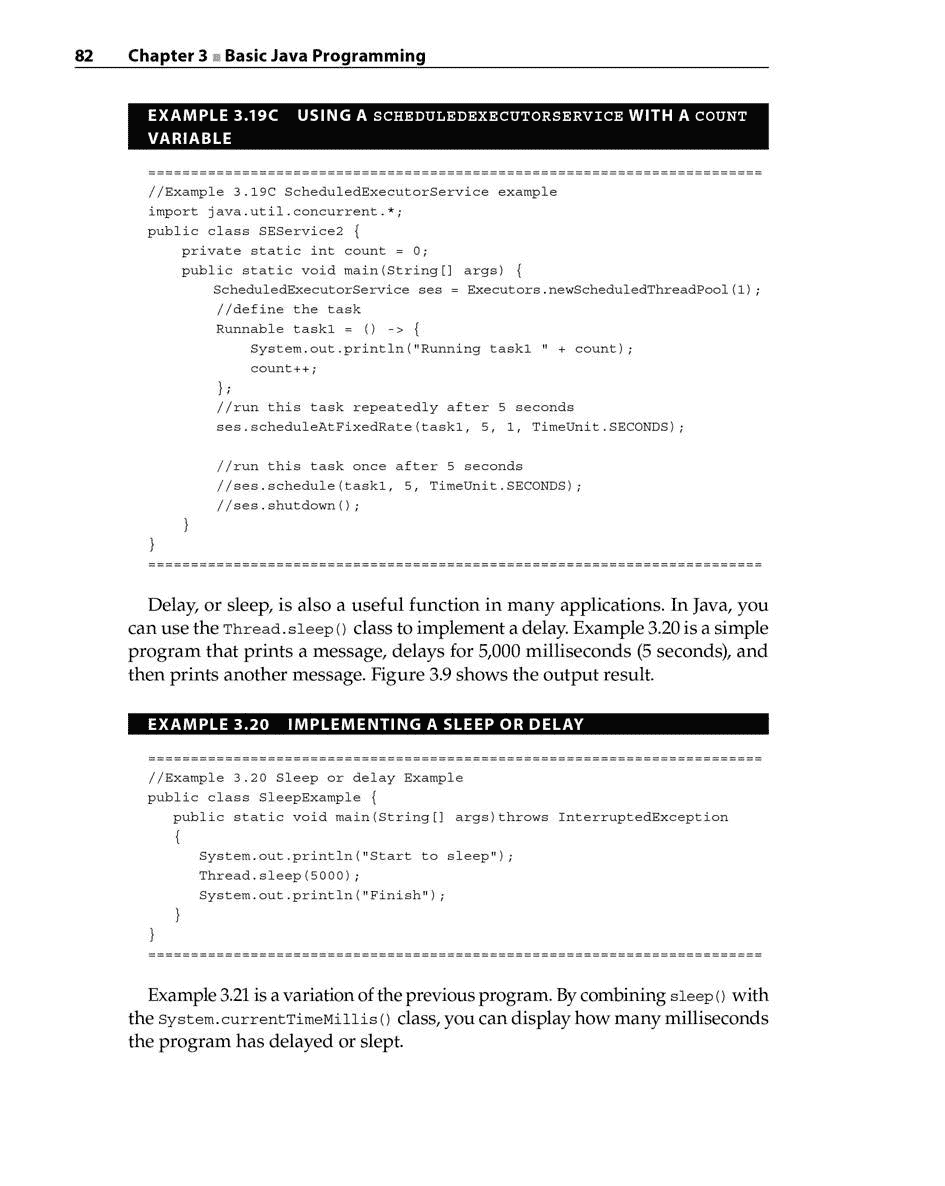 82 Chapter 3 ■ Basic Java Programming
EXAMPLE 3.19C USING A SCHEDULEDEXECUTORSERVICE WITH A COUNT
VARIABLE
========================================================================
//Example 3.19C ScheduledExecutorService example
import java.util.concurrent.*;
public class SEService2 {
    private static int count = 0;
    public static void main(String[] args) {
        ScheduledExecutorService ses = Executors.newScheduledThreadPool(1);
        //define the task
        Runnable task1 = () -> {
            System.out.println("Running task1 " + count);
            count++;
        };
        //run this task repeatedly after 5 seconds
        ses.scheduleAtFixedRate(task1, 5, 1, TimeUnit.SECONDS);

        //run this task once after 5 seconds
        //ses.schedule(task1, 5, TimeUnit.SECONDS);
        //ses.shutdown();
    }
}
========================================================================
Delay, or sleep, is also a useful function in many applications. In Java, you
can use the Thread.sleep() class to implement a delay. Example 3.20 is a simple
program that prints a message, delays for 5,000 milliseconds (5 seconds), and
then prints another message. Figure 3.9 shows the output result.
EXAMPLE 3.20 IMPLEMENTING A SLEEP OR DELAY
========================================================================
//Example 3.20 Sleep or delay Example
public class SleepExample {
   public static void main(String[] args)throws InterruptedException
   {
      System.out.println("Start to sleep");
      Thread.sleep(5000);
      System.out.println("Finish");
   }
}
========================================================================
Example 3.21 is a variation of the previous program. By combining sleep() with
the System.currentTimeMillis() class, you can display how many milliseconds
the program has delayed or slept.